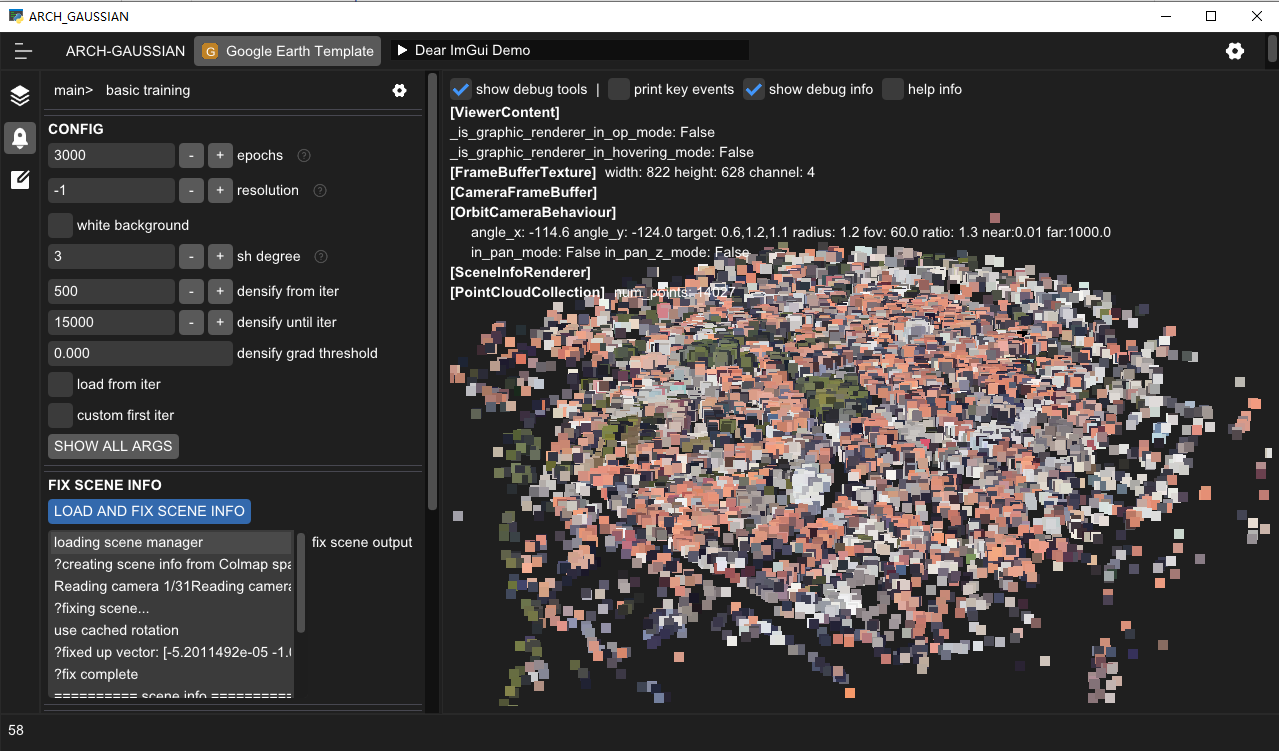 ARCH_GAUSSIAN
ARCH-GAUSSIAN
G Google Earth Template
Dear ImGui Demo
main> basic training
CONFIG
3000 - + epochs ?
-1 - + resolution ?
white background
3 - + sh degree ?
500 - + densify from iter
15000 - + densify until iter
0.000 densify grad threshold
load from iter
custom first iter
SHOW ALL ARGS
FIX SCENE INFO
LOAD AND FIX SCENE INFO
loading scene manager
?creating scene info from Colmap spa
Reading camera 1/31Reading camera
?fixing scene...
use cached rotation
?fixed up vector: [-5.2011492e-05 -1.0
?fix complete
========== scene info ==========
fix scene output
show debug tools | print key events show debug info help info
[ViewerContent]
_is_graphic_renderer_in_op_mode: False
_is_graphic_renderer_in_hovering_mode: False
[FrameBufferTexture] width: 822 height: 628 channel: 4
[CameraFrameBuffer]
[OrbitCameraBehaviour]
angle_x: -114.6 angle_y: -124.0 target: 0.6,1.2,1.1 radius: 1.2 fov: 60.0 ratio: 1.3 near:0.01 far:1000.0
in_pan_mode: False in_pan_z_mode: False
[SceneInfoRenderer]
[PointCloudCollection] num_points: 14027
58